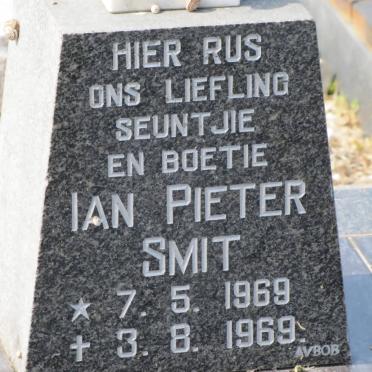 HIER RUS
ONS LIEFLING
SEUNTJIE
EN BOETIE
IAN PIETER
SMIT
★ 7. 5. 1969
✝ 3. 8. 1969.
AVBOB